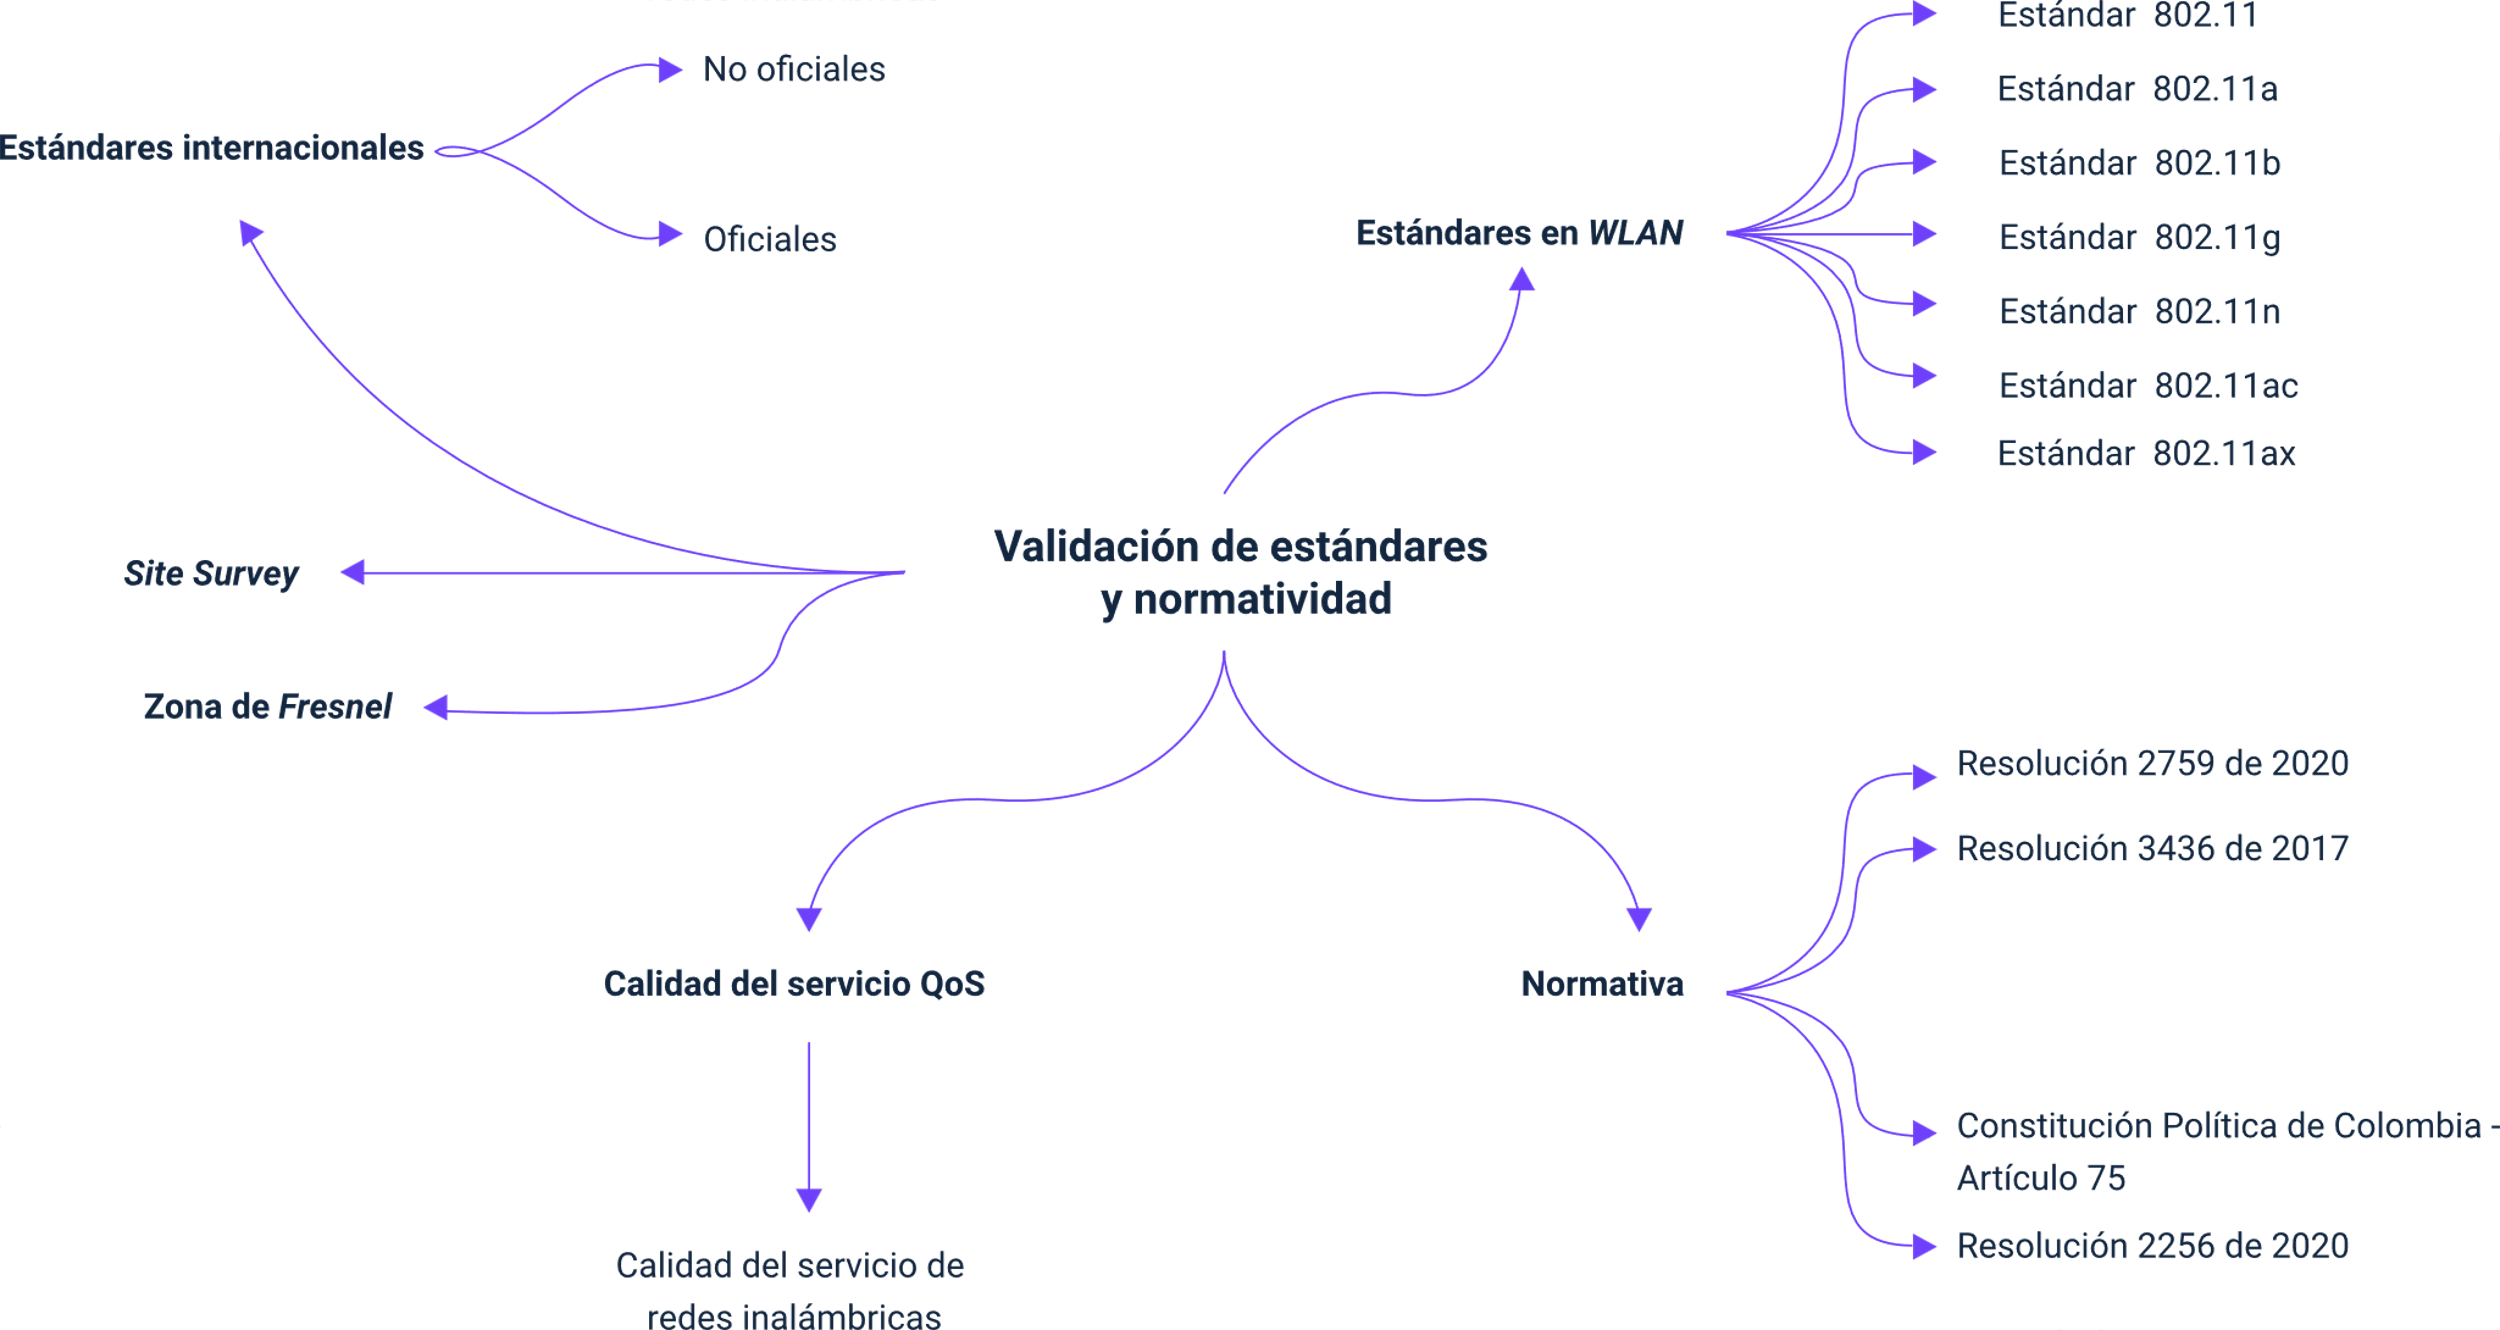 No oficiales
Estándares internacionales
Oficiales
Estándar 802.11
Estándar 802.11a
Estándar 802.11b
Estándares en WLAN
Estándar 802.11g
Estándar 802.11n
Estándar 802.11ac
Estándar 802.11ax
Validación de estándares
y normatividad
Site Survey
Zona de Fresnel
Resolución 2759 de 2020
Resolución 3436 de 2017
Calidad del servicio QoS
Normativa
Constitución Política de Colombia -
Artículo 75
Resolución 2256 de 2020
Calidad del servicio de
redes inalámbricas